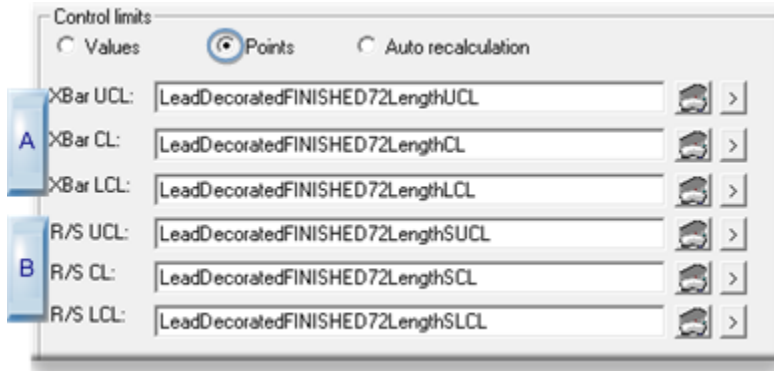 Control limits
Values Points Auto recalculation
A
XBar UCL: LeadDecoratedFINISHED72LengthUCL >
XBar CL: LeadDecoratedFINISHED72LengthCL >
XBar LCL: LeadDecoratedFINISHED72LengthLCL >
B
R/S UCL: LeadDecoratedFINISHED72LengthSUCL >
R/S CL: LeadDecoratedFINISHED72LengthSCL >
R/S LCL: LeadDecoratedFINISHED72LengthSLCL >